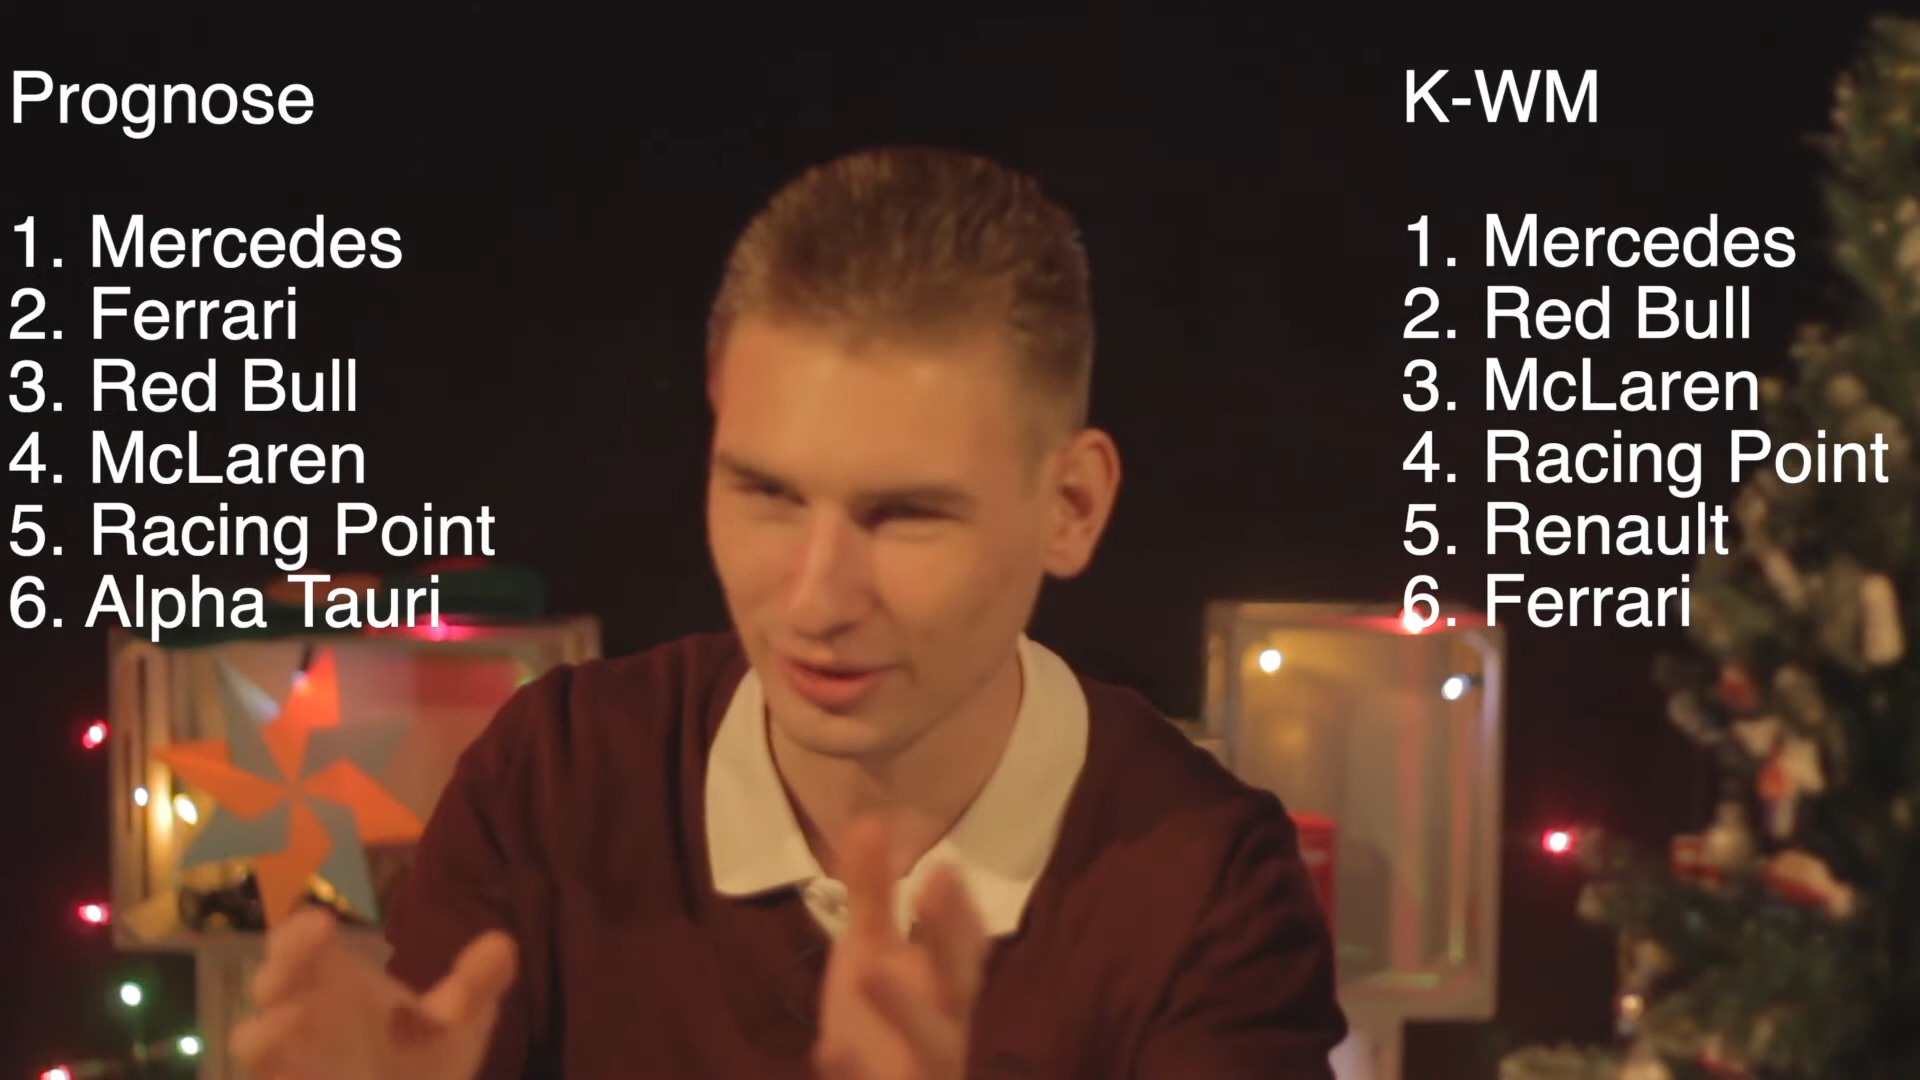 Prognose
1. Mercedes
2. Ferrari
3. Red Bull
4. McLaren
5. Racing Point
6. Alpha Tauri
K-WM
1. Mercedes
2. Red Bull
3. McLaren
4. Racing Point
5. Renault
6. Ferrari